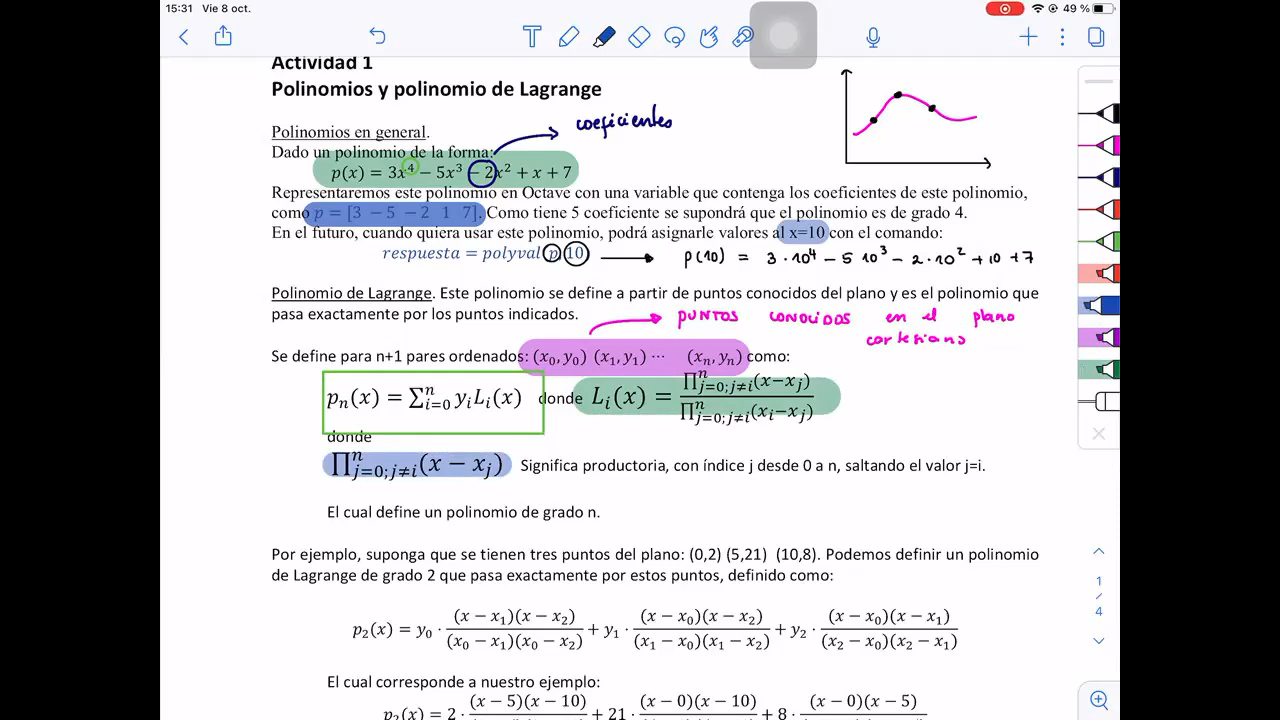 15:31 Vie 8 oct. 49 %
Actividad 1
Polinomios y polinomio de Lagrange
Polinomios en general.
coeficientes
Dado un polinomio de la forma:
p(x) = 3x⁴ − 5x³ − 2x² + x + 7
Representaremos este polinomio en Octave con una variable que contenga los coeficientes de este polinomio,
como p = [3 −5 −2 1 7]. Como tiene 5 coeficiente se supondrá que el polinomio es de grado 4.
En el futuro, cuando quiera usar este polinomio, podrá asignarle valores al x=10 con el comando:
respuesta = polyval(p,10) p(10) = 3·10⁴ − 5 10³ − 2·10² + 10 + 7
Polinomio de Lagrange. Este polinomio se define a partir de puntos conocidos del plano y es el polinomio que
pasa exactamente por los puntos indicados.
PUNTOS CONOCIDOS en el plano
cartesiano
Se define para n+1 pares ordenados: (x₀, y₀) (x₁, y₁) ⋯ (xₙ, yₙ) como:
pₙ(x) = ∑ⁿᵢ₌₀ yᵢLᵢ(x) donde Lᵢ(x) = ∏ⁿⱼ₌₀;ⱼ≠ᵢ(x−xⱼ) / ∏ⁿⱼ₌₀;ⱼ≠ᵢ(xᵢ−xⱼ)
donde
∏ⁿⱼ₌₀;ⱼ≠ᵢ(x − xⱼ) Significa productoria, con índice j desde 0 a n, saltando el valor j=i.
El cual define un polinomio de grado n.
Por ejemplo, suponga que se tienen tres puntos del plano: (0,2) (5,21) (10,8). Podemos definir un polinomio
de Lagrange de grado 2 que pasa exactamente por estos puntos, definido como:
p₂(x) = y₀ · (x − x₁)(x − x₂) / (x₀ − x₁)(x₀ − x₂) + y₁ · (x − x₀)(x − x₂) / (x₁ − x₀)(x₁ − x₂) + y₂ · (x − x₀)(x − x₁) / (x₂ − x₀)(x₂ − x₁)
El cual corresponde a nuestro ejemplo:
p₂(x) = 2 · (x − 5)(x − 10) + 21 · (x − 0)(x − 10) + 8 · (x − 0)(x − 5)
1
/
4